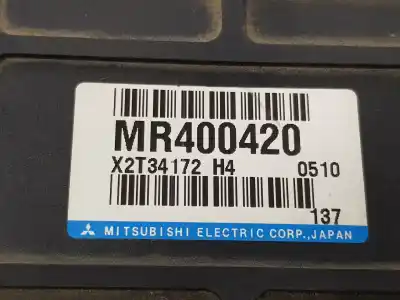 MR400420
X2T34172 H4 0510
137
MITSUBISHI ELECTRIC CORP., JAPAN